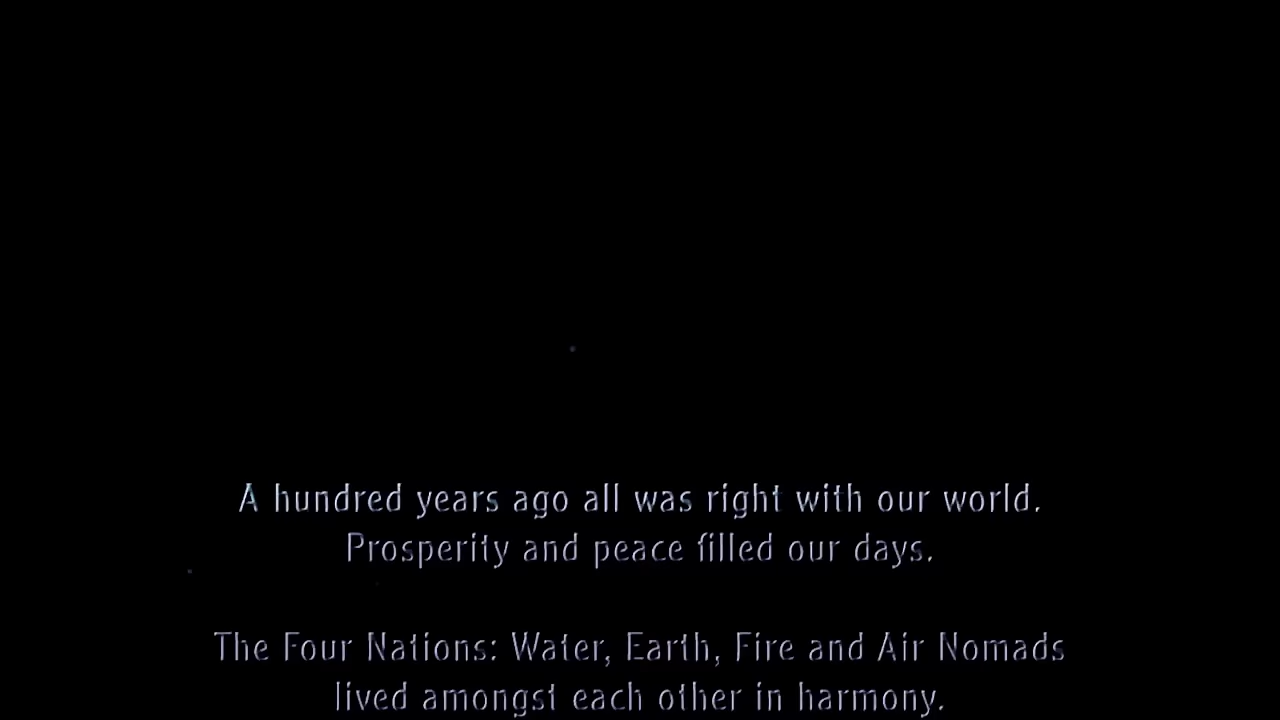 A hundred years ago all was right with our world.
Prosperity and peace filled our days.
The Four Nations: Water, Earth, Fire and Air Nomads
lived amongst each other in harmony.